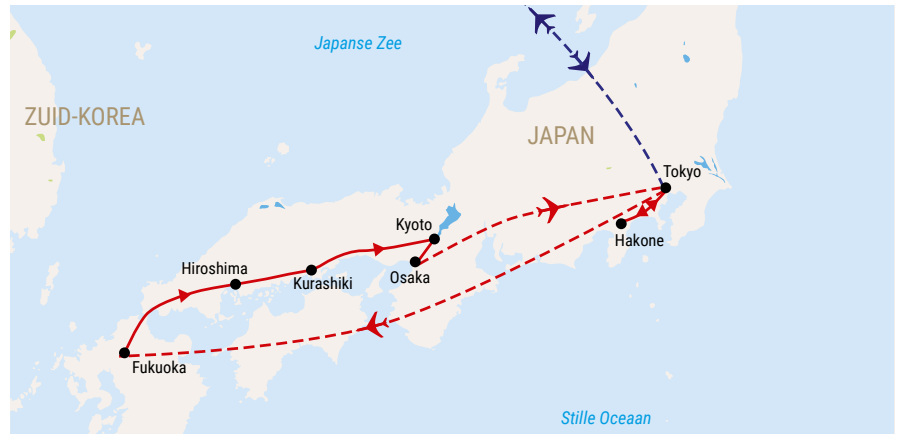 Japanse Zee
ZUID-KOREA
JAPAN
Tokyo
Kyoto
Hakone
Hiroshima
Osaka
Kurashiki
Fukuoka
Stille Oceaan